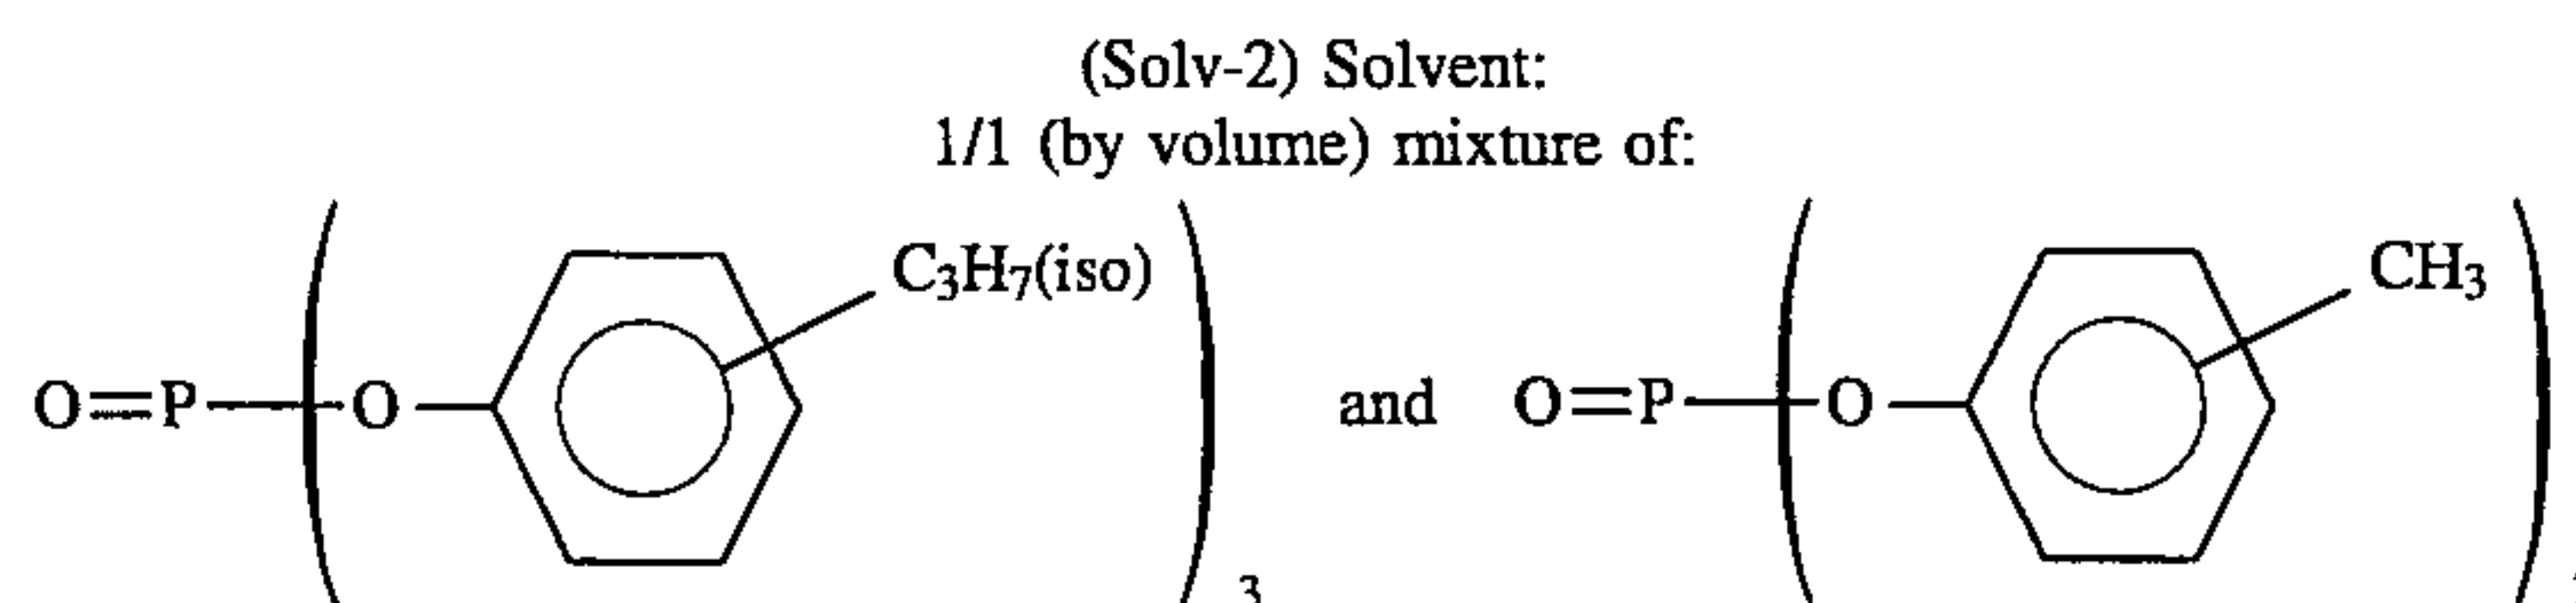 (Solv-2) Solvent:
1/1 (by volume) mixture of:
O=P—(O— C₃H₇(iso))₃ and O=P—(O— CH₃)